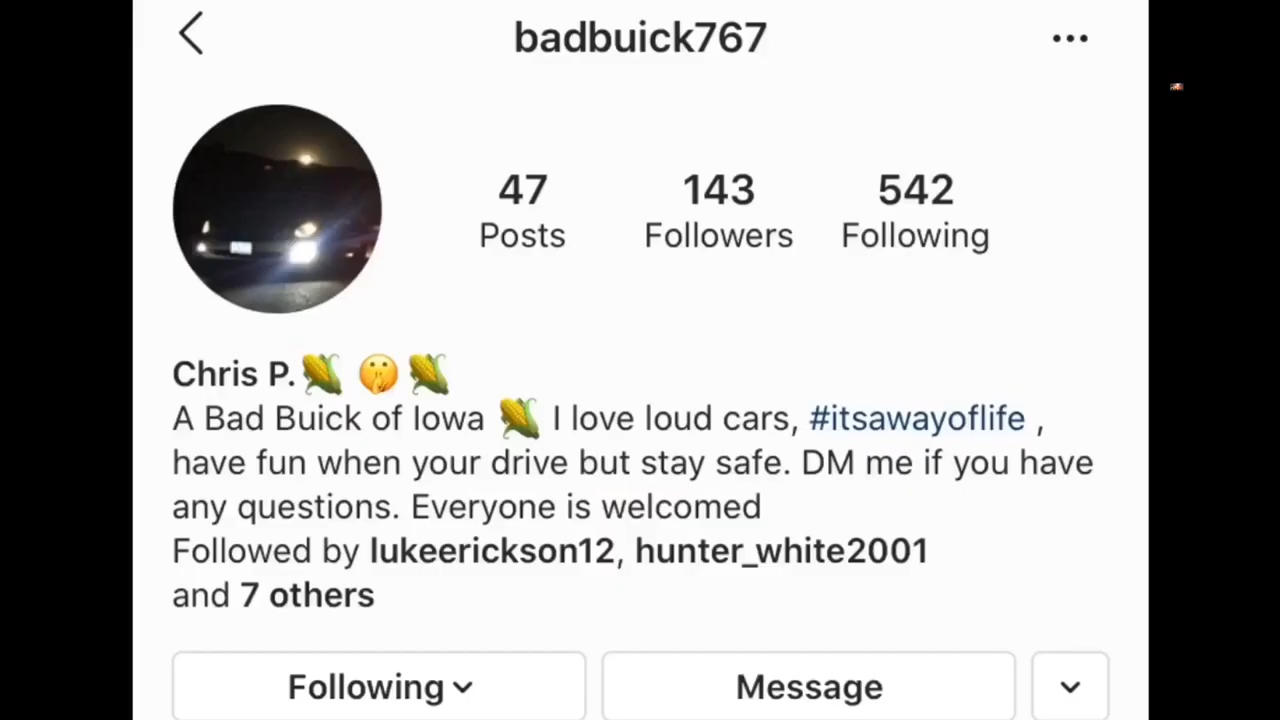 badbuick767
47 143 542
Posts Followers Following
Chris P.🌽 🤫 🌽
A Bad Buick of Iowa 🌽 I love loud cars, #itsawayoflife ,
have fun when your drive but stay safe. DM me if you have
any questions. Everyone is welcomed
Followed by lukeerickson12, hunter_white2001
and 7 others
Following Message